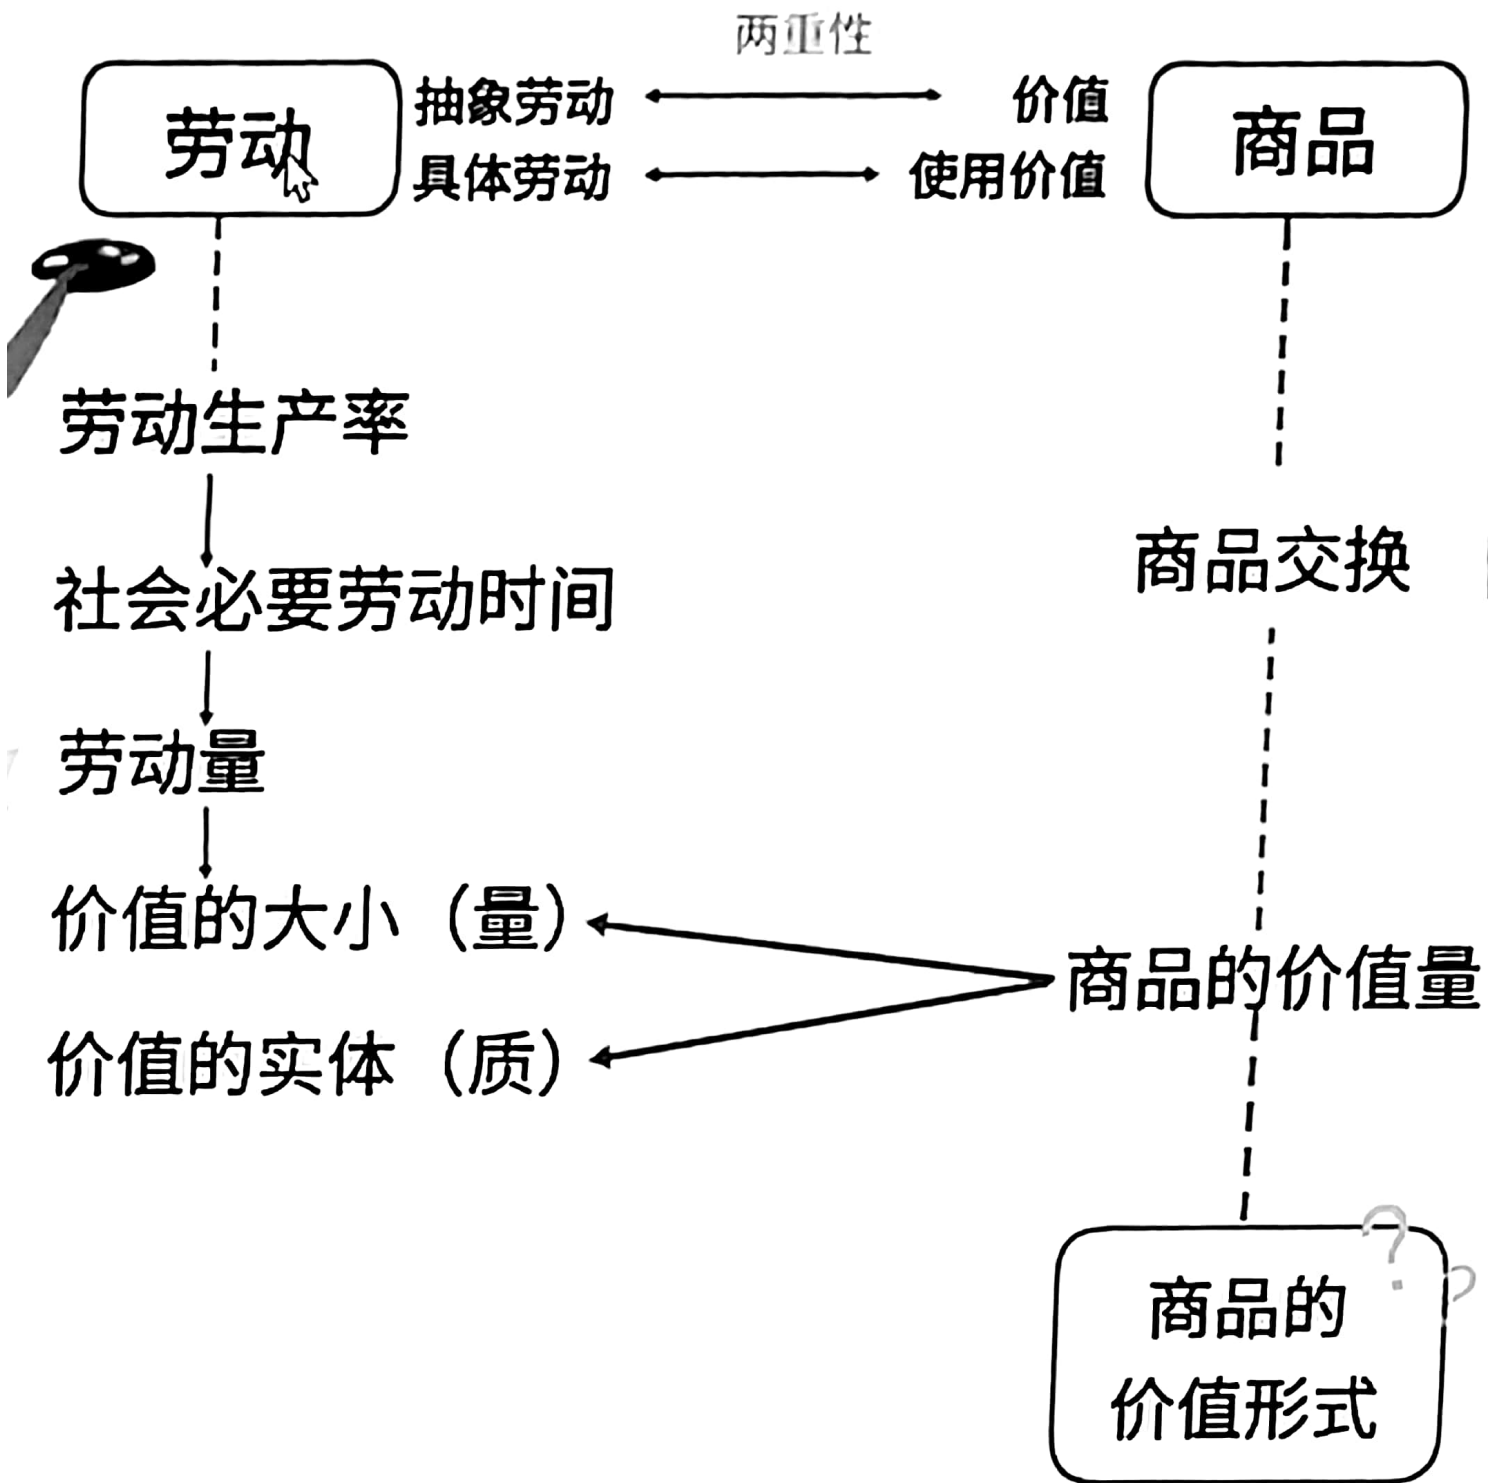 两重性
劳动
抽象劳动
价值
商品
具体劳动
使用价值
劳动生产率
商品交换
社会必要劳动时间
劳动量
价值的大小（量）
商品的价值量
价值的实体（质）
？
？
商品的
价值形式